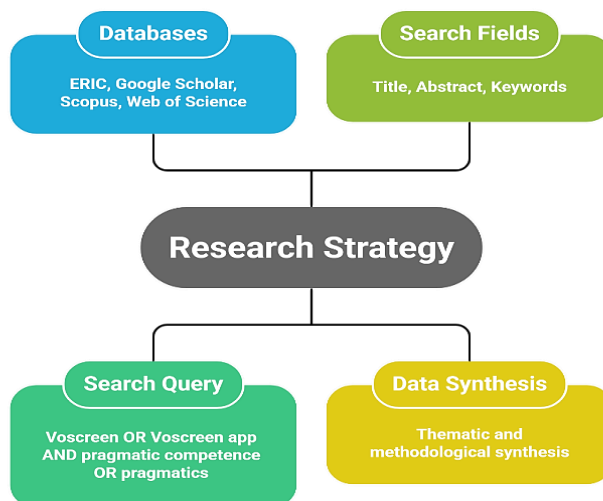 Databases
ERIC, Google Scholar,
Scopus, Web of Science
Search Fields
Title, Abstract, Keywords
Research Strategy
Search Query
Voscreen OR Voscreen app
AND pragmatic competence
OR pragmatics
Data Synthesis
Thematic and
methodological synthesis